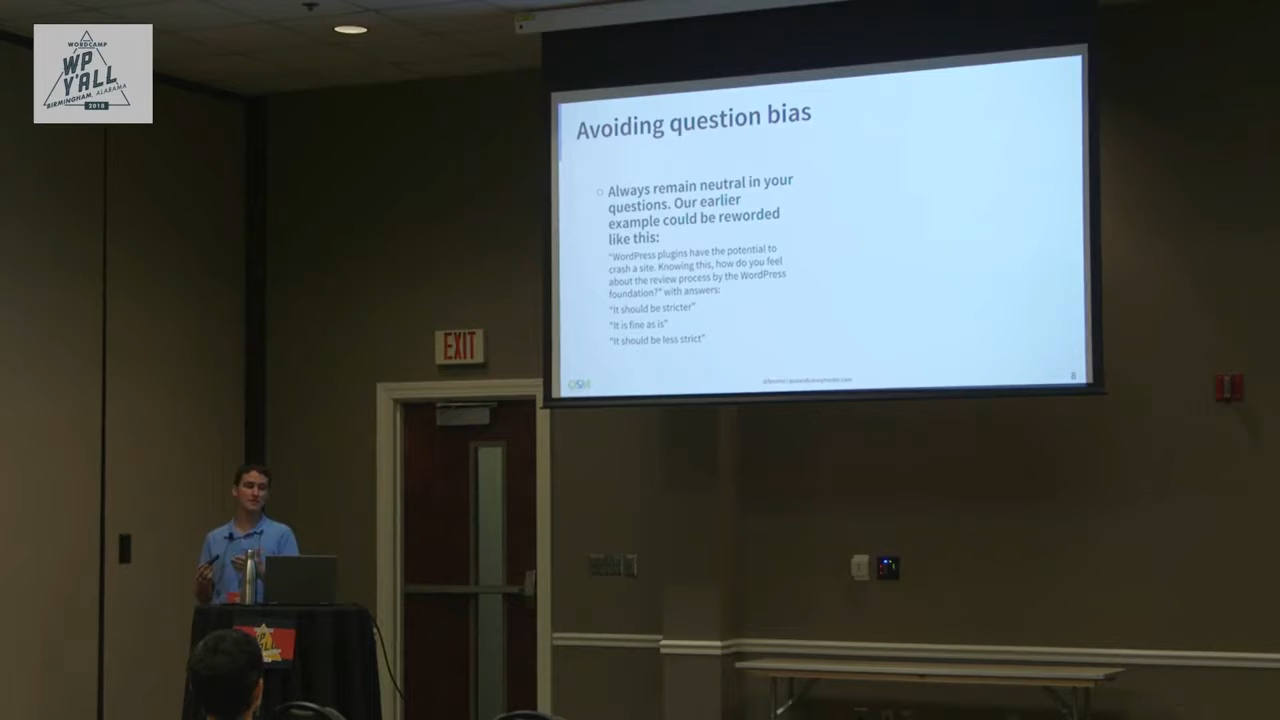 WORDCAMP
WP
Y'ALL
BIRMINGHAM, ALABAMA
2018
Avoiding question bias
Always remain neutral in your
questions. Our earlier
example could be reworded
like this:
"WordPress plugins have the potential to
crash a site. Knowing this, how do you feel
about the review process by the WordPress
foundation?" with answers:
"It should be stricter"
"It is fine as is"
"It should be less strict"
8
EXIT
WP
Y'ALL